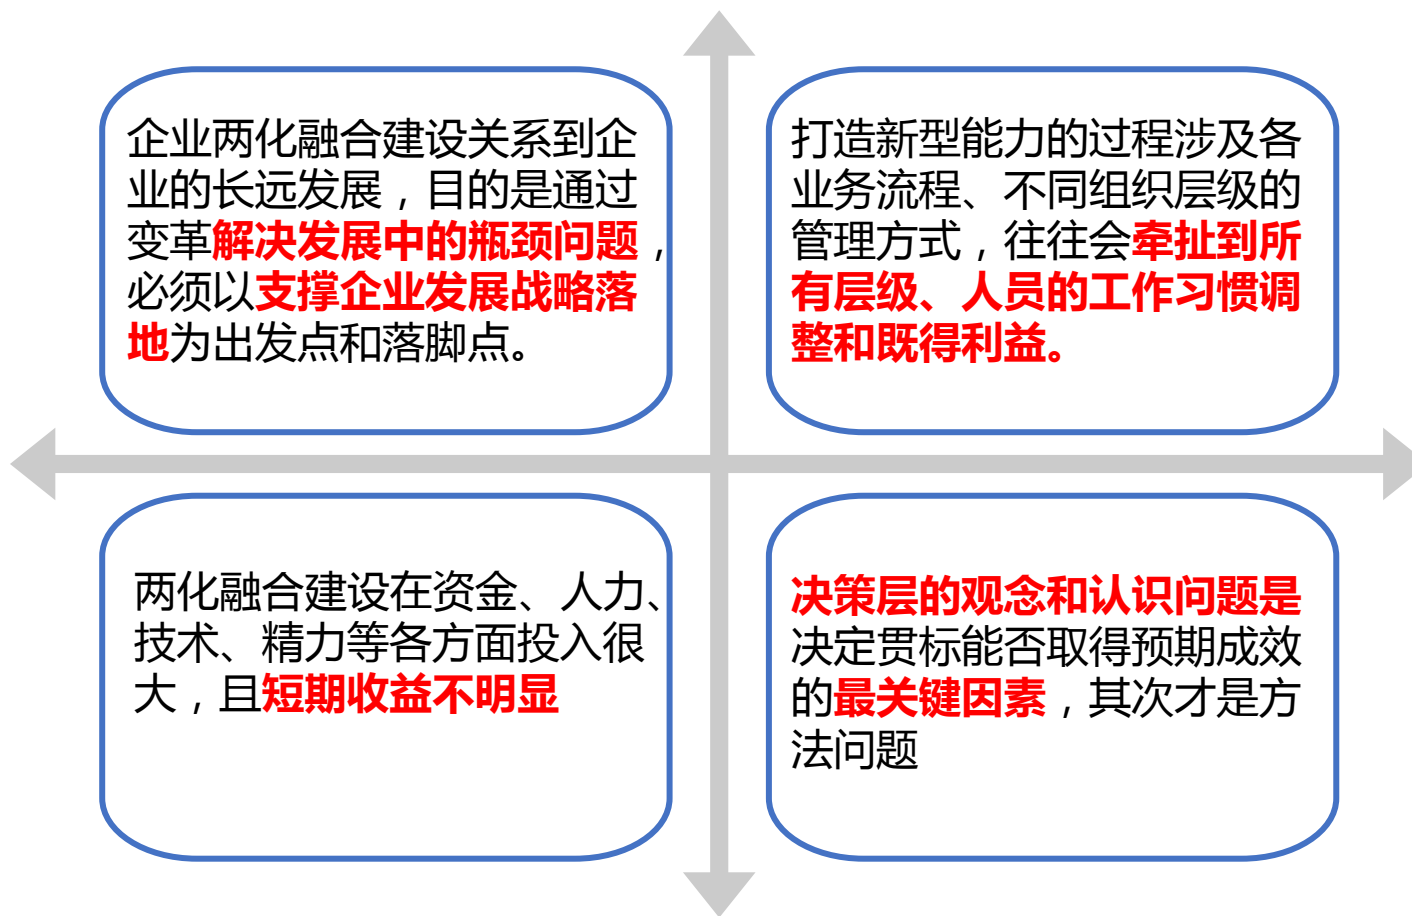 企业两化融合建设关系到企
业的长远发展，目的是通过
变革解决发展中的瓶颈问题，
必须以支撑企业发展战略落
地为出发点和落脚点。
打造新型能力的过程涉及各
业务流程、不同组织层级的
管理方式，往往会牵扯到所
有层级、人员的工作习惯调
整和既得利益。
两化融合建设在资金、人力、
技术、精力等各方面投入很
大，且短期收益不明显
决策层的观念和认识问题是
决定贯标能否取得预期成效
的最关键因素，其次才是方
法问题